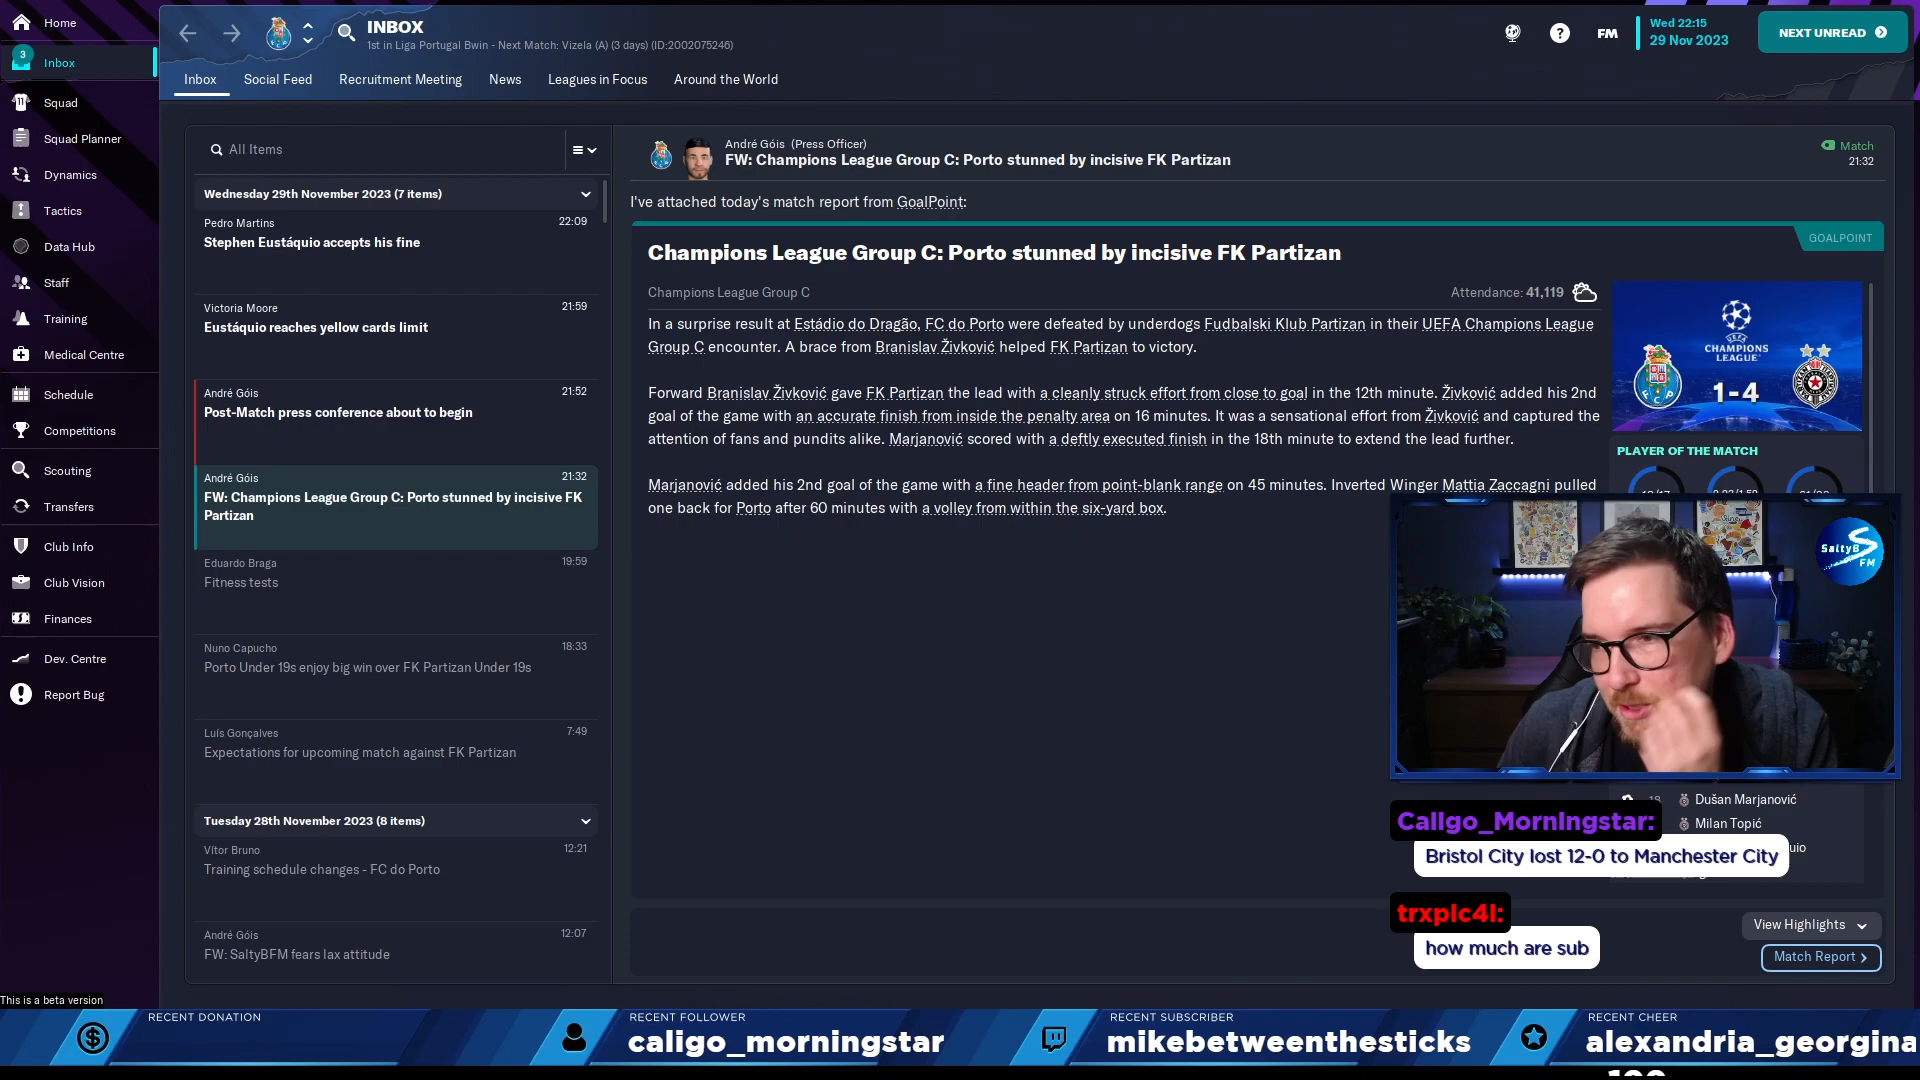 Home
3
Inbox
Squad
Squad Planner
Dynamics
Tactics
Data Hub
Staff
Training
Medical Centre
Schedule
Competitions
Scouting
Transfers
Club Info
Club Vision
Finances
Dev. Centre
Report Bug
This is a beta version
INBOX
1st in Liga Portugal Bwin - Next Match: Vizela (A) (3 days) (ID:2002075246)
FM
Wed 22:15
29 Nov 2023
NEXT UNREAD
Inbox
Social Feed
Recruitment Meeting
News
Leagues in Focus
Around the World
All Items
Wednesday 29th November 2023 (7 items)
Pedro Martins
22:09
Stephen Eustáquio accepts his fine
Victoria Moore
21:59
Eustáquio reaches yellow cards limit
André Góis
21:52
Post-Match press conference about to begin
André Góis
21:32
FW: Champions League Group C: Porto stunned by incisive FK
Partizan
Eduardo Braga
19:59
Fitness tests
Nuno Capucho
18:33
Porto Under 19s enjoy big win over FK Partizan Under 19s
Luís Gonçalves
7:49
Expectations for upcoming match against FK Partizan
Tuesday 28th November 2023 (8 items)
Vítor Bruno
12:21
Training schedule changes - FC do Porto
André Góis
12:07
FW: SaltyBFM fears lax attitude
André Góis (Press Officer)
FW: Champions League Group C: Porto stunned by incisive FK Partizan
Match
21:32
I've attached today's match report from GoalPoint:
GOALPOINT
Champions League Group C: Porto stunned by incisive FK Partizan
Champions League Group C
Attendance: 41,119
In a surprise result at Estádio do Dragão, FC do Porto were defeated by underdogs Fudbalski Klub Partizan in their UEFA Champions League
Group C encounter. A brace from Branislav Živković helped FK Partizan to victory.
Forward Branislav Živković gave FK Partizan the lead with a cleanly struck effort from close to goal in the 12th minute. Živković added his 2nd
goal of the game with an accurate finish from inside the penalty area on 16 minutes. It was a sensational effort from Živković and captured the
attention of fans and pundits alike. Marjanović scored with a deftly executed finish in the 18th minute to extend the lead further.
Marjanović added his 2nd goal of the game with a fine header from point-blank range on 45 minutes. Inverted Winger Mattia Zaccagni pulled
one back for Porto after 60 minutes with a volley from within the six-yard box.
UEFA
CHAMPIONS
LEAGUE
1-4
PLAYER OF THE MATCH
SaltyB
FM
18
Dušan Marjanović
Milan Topić
uio
Caligo_Morningstar:
Bristol City lost 12-0 to Manchester City
trxplc4l:
how much are sub
View Highlights
Match Report
RECENT DONATION
RECENT FOLLOWER
caligo_morningstar
RECENT SUBSCRIBER
mikebetweenthesticks
RECENT CHEER
alexandria_georgina